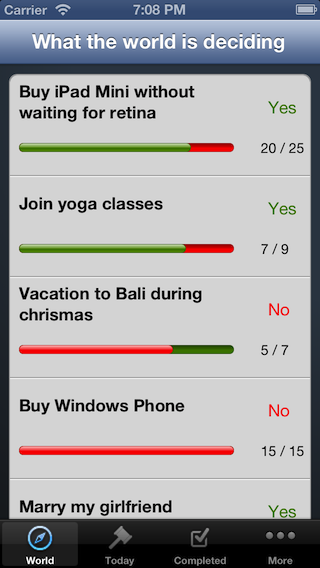 Carrier 7:08 PM
What the world is deciding
Buy iPad Mini without
waiting for retina
Yes
20 / 25
Join yoga classes
Yes
7 / 9
Vacation to Bali during
chrismas
No
5 / 7
Buy Windows Phone
No
15 / 15
Marry my girlfriend
Yes
World Today Completed More